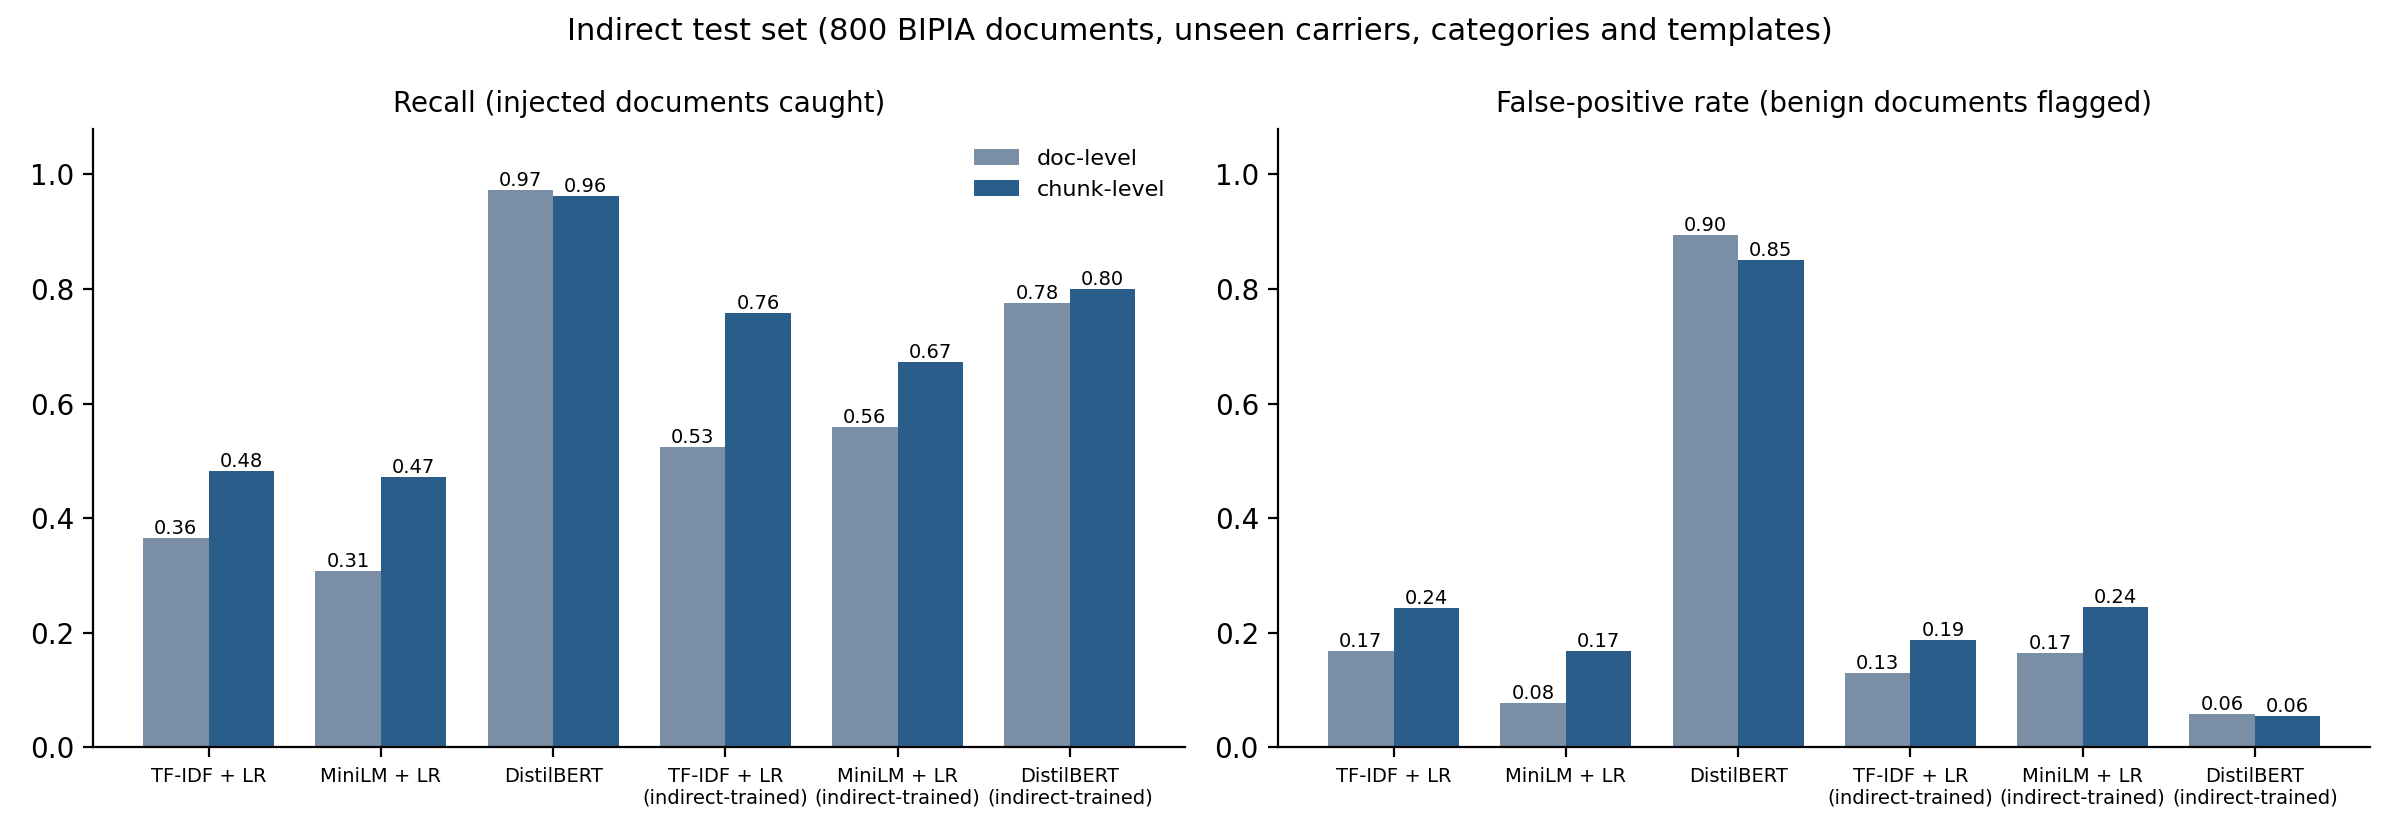 Indirect test set (800 BIPIA documents, unseen carriers, categories and templates)
Recall (injected documents caught)
doc-level
chunk-level
1.0
0.8
0.6
0.4
0.2
0.0
0.36
0.48
0.31
0.47
0.97
0.96
0.53
0.76
0.56
0.67
0.78
0.80
TF-IDF + LR
MiniLM + LR
DistilBERT
TF-IDF + LR
(indirect-trained)
MiniLM + LR
(indirect-trained)
DistilBERT
(indirect-trained)
False-positive rate (benign documents flagged)
1.0
0.8
0.6
0.4
0.2
0.0
0.17
0.24
0.08
0.17
0.90
0.85
0.13
0.19
0.17
0.24
0.06
0.06
TF-IDF + LR
MiniLM + LR
DistilBERT
TF-IDF + LR
(indirect-trained)
MiniLM + LR
(indirect-trained)
DistilBERT
(indirect-trained)